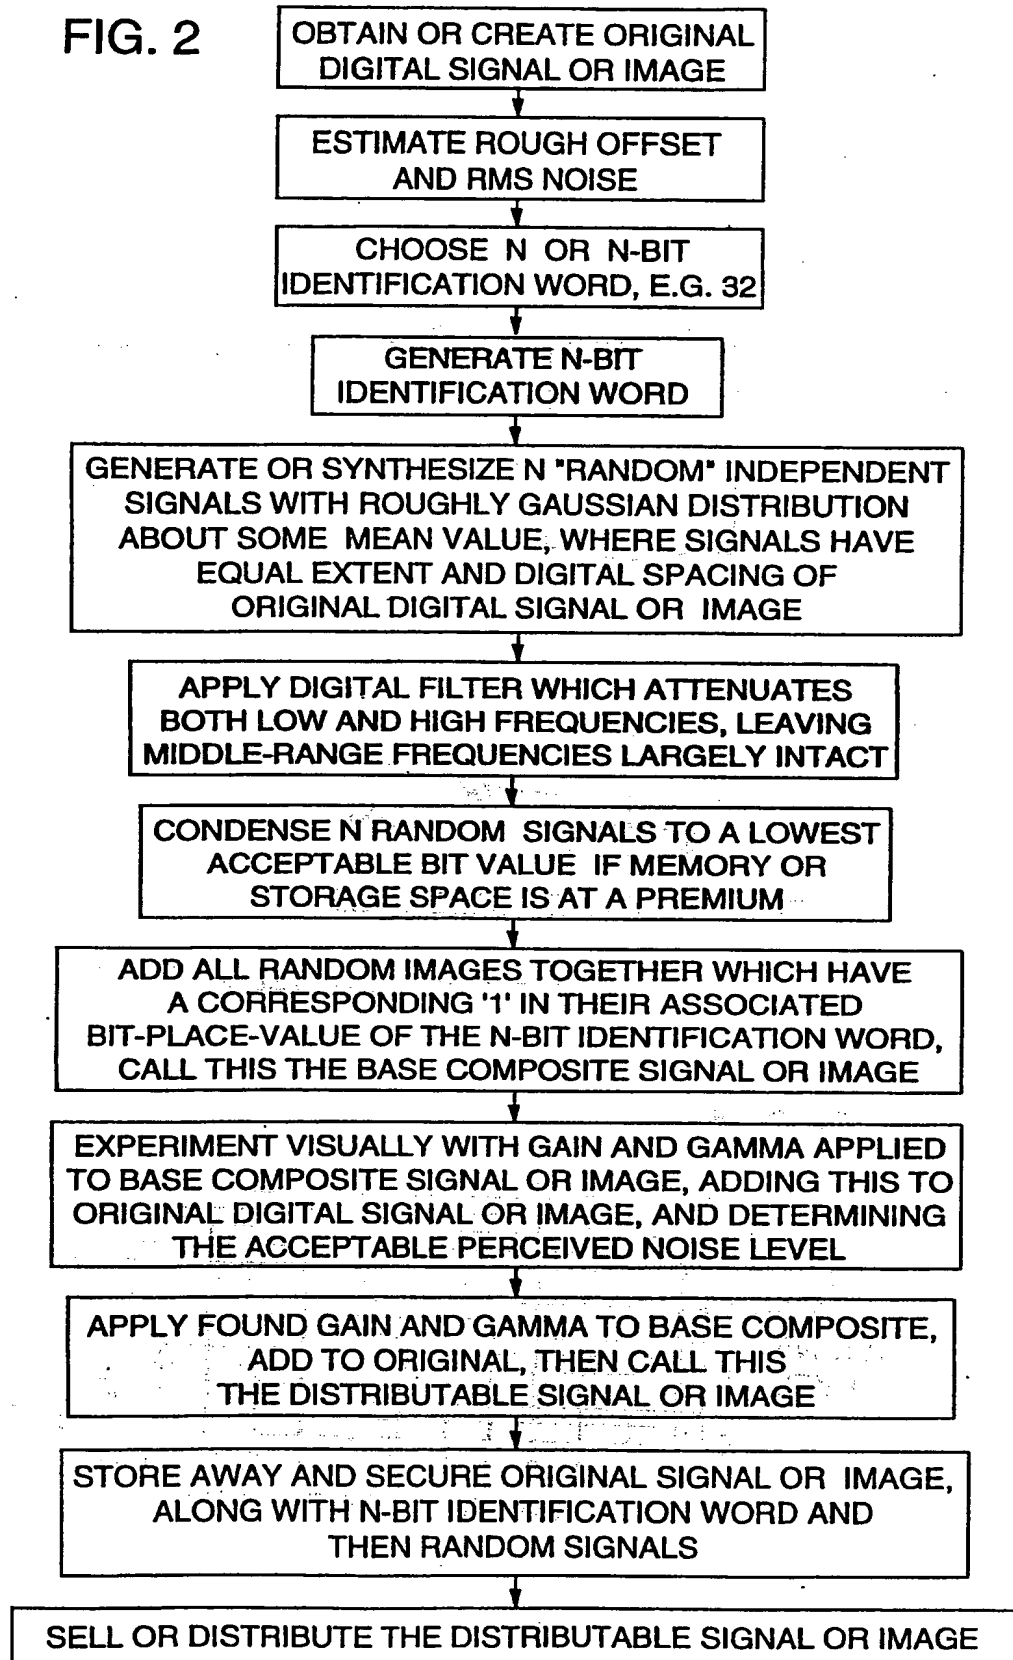 FIG. 2
OBTAIN OR CREATE ORIGINAL
DIGITAL SIGNAL OR IMAGE
ESTIMATE ROUGH OFFSET
AND RMS NOISE
CHOOSE N OR N-BIT
IDENTIFICATION WORD, E.G. 32
GENERATE N-BIT
IDENTIFICATION WORD
GENERATE OR SYNTHESIZE N "RANDOM" INDEPENDENT
SIGNALS WITH ROUGHLY GAUSSIAN DISTRIBUTION
ABOUT SOME MEAN VALUE, WHERE SIGNALS HAVE
EQUAL EXTENT AND DIGITAL SPACING OF
ORIGINAL DIGITAL SIGNAL OR IMAGE
APPLY DIGITAL FILTER WHICH ATTENUATES
BOTH LOW AND HIGH FREQUENCIES, LEAVING
MIDDLE-RANGE FREQUENCIES LARGELY INTACT
CONDENSE N RANDOM SIGNALS TO A LOWEST
ACCEPTABLE BIT VALUE IF MEMORY OR
STORAGE SPACE IS AT A PREMIUM
ADD ALL RANDOM IMAGES TOGETHER WHICH HAVE
A CORRESPONDING '1' IN THEIR ASSOCIATED
BIT-PLACE-VALUE OF THE N-BIT IDENTIFICATION WORD,
CALL THIS THE BASE COMPOSITE SIGNAL OR IMAGE
EXPERIMENT VISUALLY WITH GAIN AND GAMMA APPLIED
TO BASE COMPOSITE SIGNAL OR IMAGE, ADDING THIS TO
ORIGINAL DIGITAL SIGNAL OR IMAGE, AND DETERMINING
THE ACCEPTABLE PERCEIVED NOISE LEVEL
APPLY FOUND GAIN AND GAMMA TO BASE COMPOSITE,
ADD TO ORIGINAL, THEN CALL THIS
THE DISTRIBUTABLE SIGNAL OR IMAGE
STORE AWAY AND SECURE ORIGINAL SIGNAL OR IMAGE,
ALONG WITH N-BIT IDENTIFICATION WORD AND
THEN RANDOM SIGNALS
SELL OR DISTRIBUTE THE DISTRIBUTABLE SIGNAL OR IMAGE